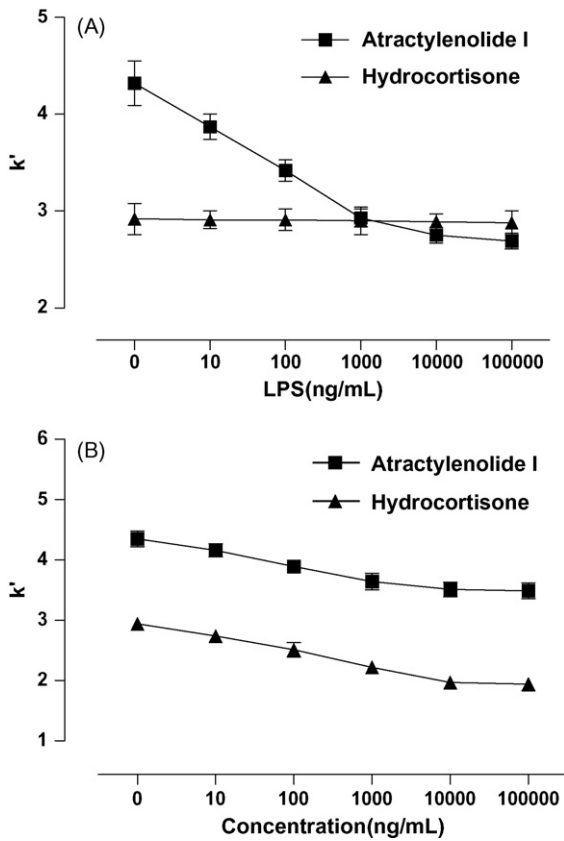 (A)
Atractylenolide I
Hydrocortisone
4
3
2
k'
0 10 100 1000 10000 100000
LPS(ng/mL)
(B)
Atractylenolide I
Hydrocortisone
6
5
4
3
2
1
k'
0 10 100 1000 10000 100000
Concentration(ng/mL)